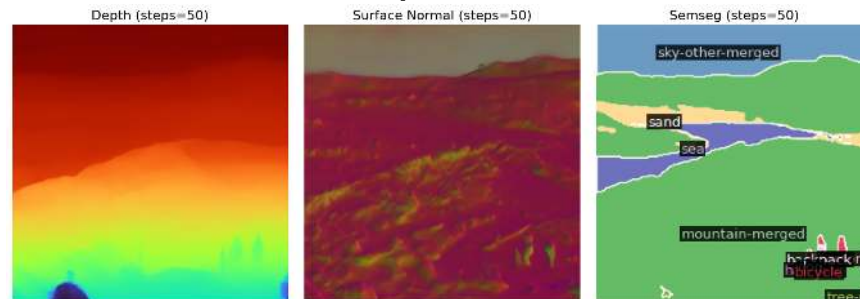 Depth (steps=50)
Surface Normal (steps=50)
Semseg (steps=50)
sky-other-merged
sand
sea
mountain-merged
backpack
bicycle
tree-